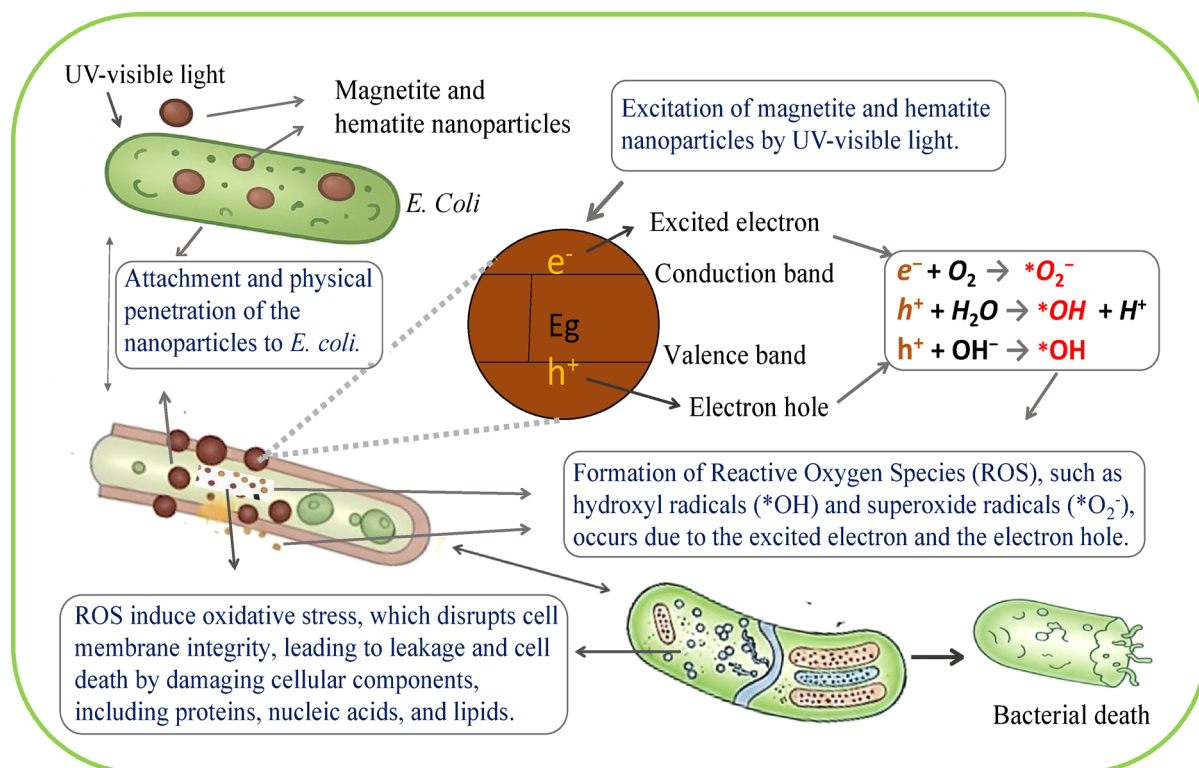 UV-visible light
Magnetite and
hematite nanoparticles
E. Coli
Attachment and physical
penetration of the
nanoparticles to E. coli.
Excitation of magnetite and hematite
nanoparticles by UV-visible light.
e⁻
Eg
h⁺
Excited electron
Conduction band
Valence band
Electron hole
e⁻ + O₂ → *O₂⁻
h⁺ + H₂O → *OH + H⁺
h⁺ + OH⁻ → *OH
Formation of Reactive Oxygen Species (ROS), such as
hydroxyl radicals (*OH) and superoxide radicals (*O₂⁻),
occurs due to the excited electron and the electron hole.
ROS induce oxidative stress, which disrupts cell
membrane integrity, leading to leakage and cell
death by damaging cellular components,
including proteins, nucleic acids, and lipids.
Bacterial death